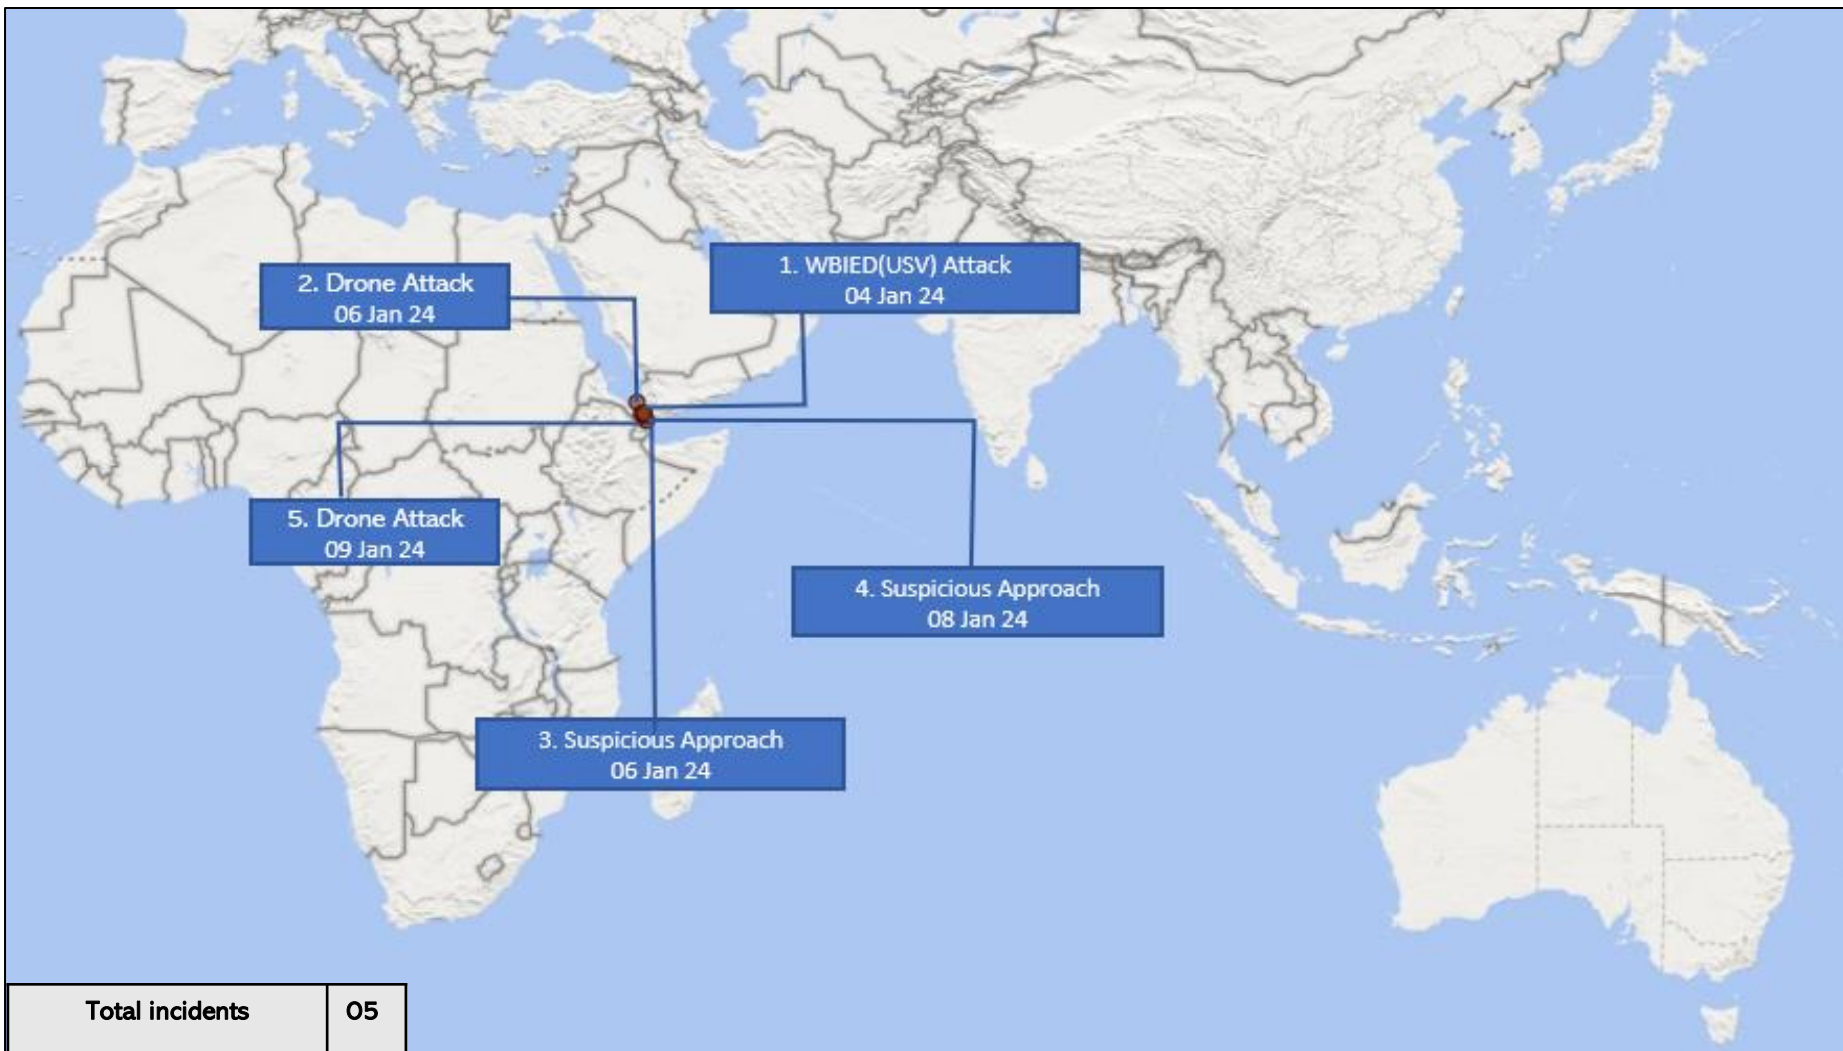 2. Drone Attack
06 Jan 24
1. WBIED(USV) Attack
04 Jan 24
5. Drone Attack
09 Jan 24
4. Suspicious Approach
08 Jan 24
3. Suspicious Approach
06 Jan 24
Total incidents 05